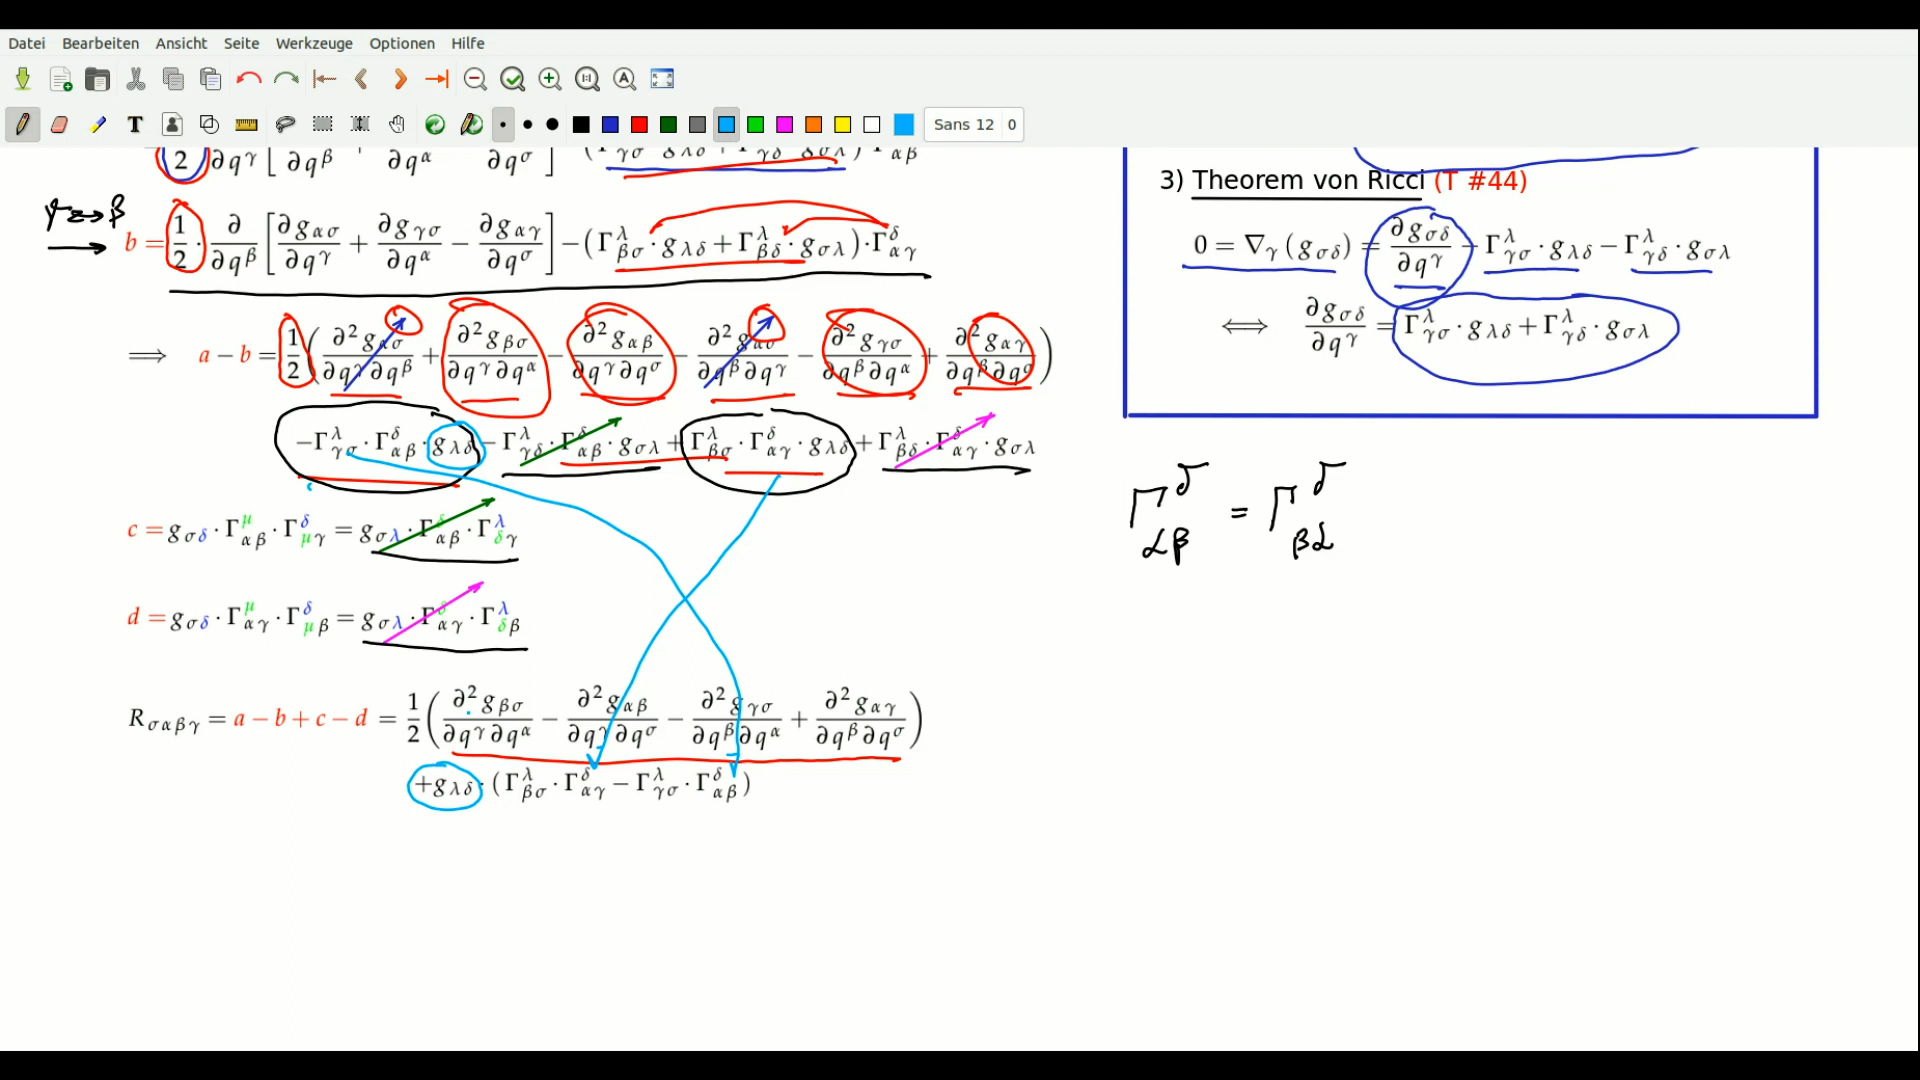 Datei Bearbeiten Ansicht Seite Werkzeuge Optionen Hilfe
Sans 12 0
2 ∂q^γ [ ∂q^β ∂q^α ∂q^σ ]
γ ⇄ β
b = 1/2 · ∂/∂q^β [ ∂g_ασ/∂q^γ + ∂g_γσ/∂q^α − ∂g_αγ/∂q^σ ] − ( Γ^λ_βσ · g_λδ + Γ^λ_βδ · g_σλ ) · Γ^δ_αγ
⟹ a − b = 1/2 ( ∂²g_ασ/∂q^γ∂q^β + ∂²g_βσ/∂q^γ∂q^α − ∂²g_αβ/∂q^γ∂q^σ − ∂²g_ασ/∂q^β∂q^γ − ∂²g_γσ/∂q^β∂q^α + ∂²g_αγ/∂q^β∂q^σ )
−Γ^λ_γσ · Γ^δ_αβ · g_λδ − Γ^λ_γδ · Γ^δ_αβ · g_σλ + Γ^λ_βσ · Γ^δ_αγ · g_λδ + Γ^λ_βδ · Γ^δ_αγ · g_σλ
c = g_σδ · Γ^μ_αβ · Γ^δ_μγ = g_σλ · Γ^δ_αβ · Γ^λ_δγ
d = g_σδ · Γ^μ_αγ · Γ^δ_μβ = g_σλ · Γ^δ_αγ · Γ^λ_δβ
R_σαβγ = a − b + c − d = 1/2 ( ∂²g_βσ/∂q^γ∂q^α − ∂²g_αβ/∂q^γ∂q^σ − ∂²g_γσ/∂q^β∂q^α + ∂²g_αγ/∂q^β∂q^σ )
+g_λδ · ( Γ^λ_βσ · Γ^δ_αγ − Γ^λ_γσ · Γ^δ_αβ )
3) Theorem von Ricci (T #44)
0 = ∇_γ ( g_σδ ) = ∂g_σδ/∂q^γ − Γ^λ_γσ · g_λδ − Γ^λ_γδ · g_σλ
⟺ ∂g_σδ/∂q^γ = Γ^λ_γσ · g_λδ + Γ^λ_γδ · g_σλ
Γ^δ_αβ = Γ^δ_βα